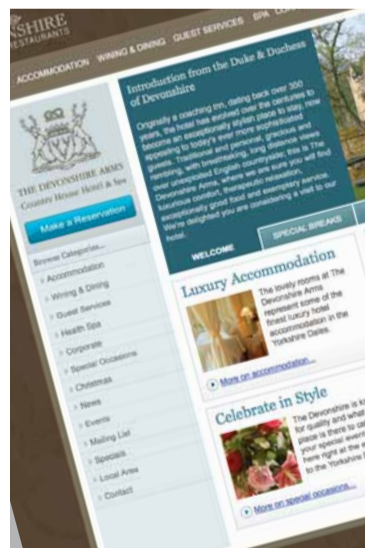 NSHIRE
ESTAURANTS
ACCOMMODATION WINING & DINING GUEST SERVICES SPA
Introduction from the Duke & Duchess
of Devonshire
Originally a coaching inn, dating back over 350
years, the hotel has evolved over the centuries to
become an exceptionally stylish place to stay, now
appealing to today's ever more sophisticated
guests. Traditional and personal, gracious and
with breathtaking, long distance views
over unexploited English countryside; this is The
Devonshire Arms, where we are sure you will find
luxurious comfort, therapeutic relaxation,
exceptionally good food and exemplary service.
We're delighted you are considering a visit to our
hotel.
WELCOME SPECIAL BREAKS
THE DEVONSHIRE ARMS
Country House Hotel & Spa
Make a Reservation
Browse Categories...
Accommodation
Wining & Dining
Guest Services
Health Spa
Corporate
Special Occasions
Christmas
News
Events
Mailing List
Specials
Local Area
Contact
Luxury Accommodation
The lovely rooms at The
Devonshire Arms
represent some of the
finest luxury hotel
accommodation in the
Yorkshire Dales.
More on accommodation...
Celebrate in Style
The Devonshire is k
for quality and what
place is there to ce
your special even
here right at the e
to the Yorkshire
More on special occasions...